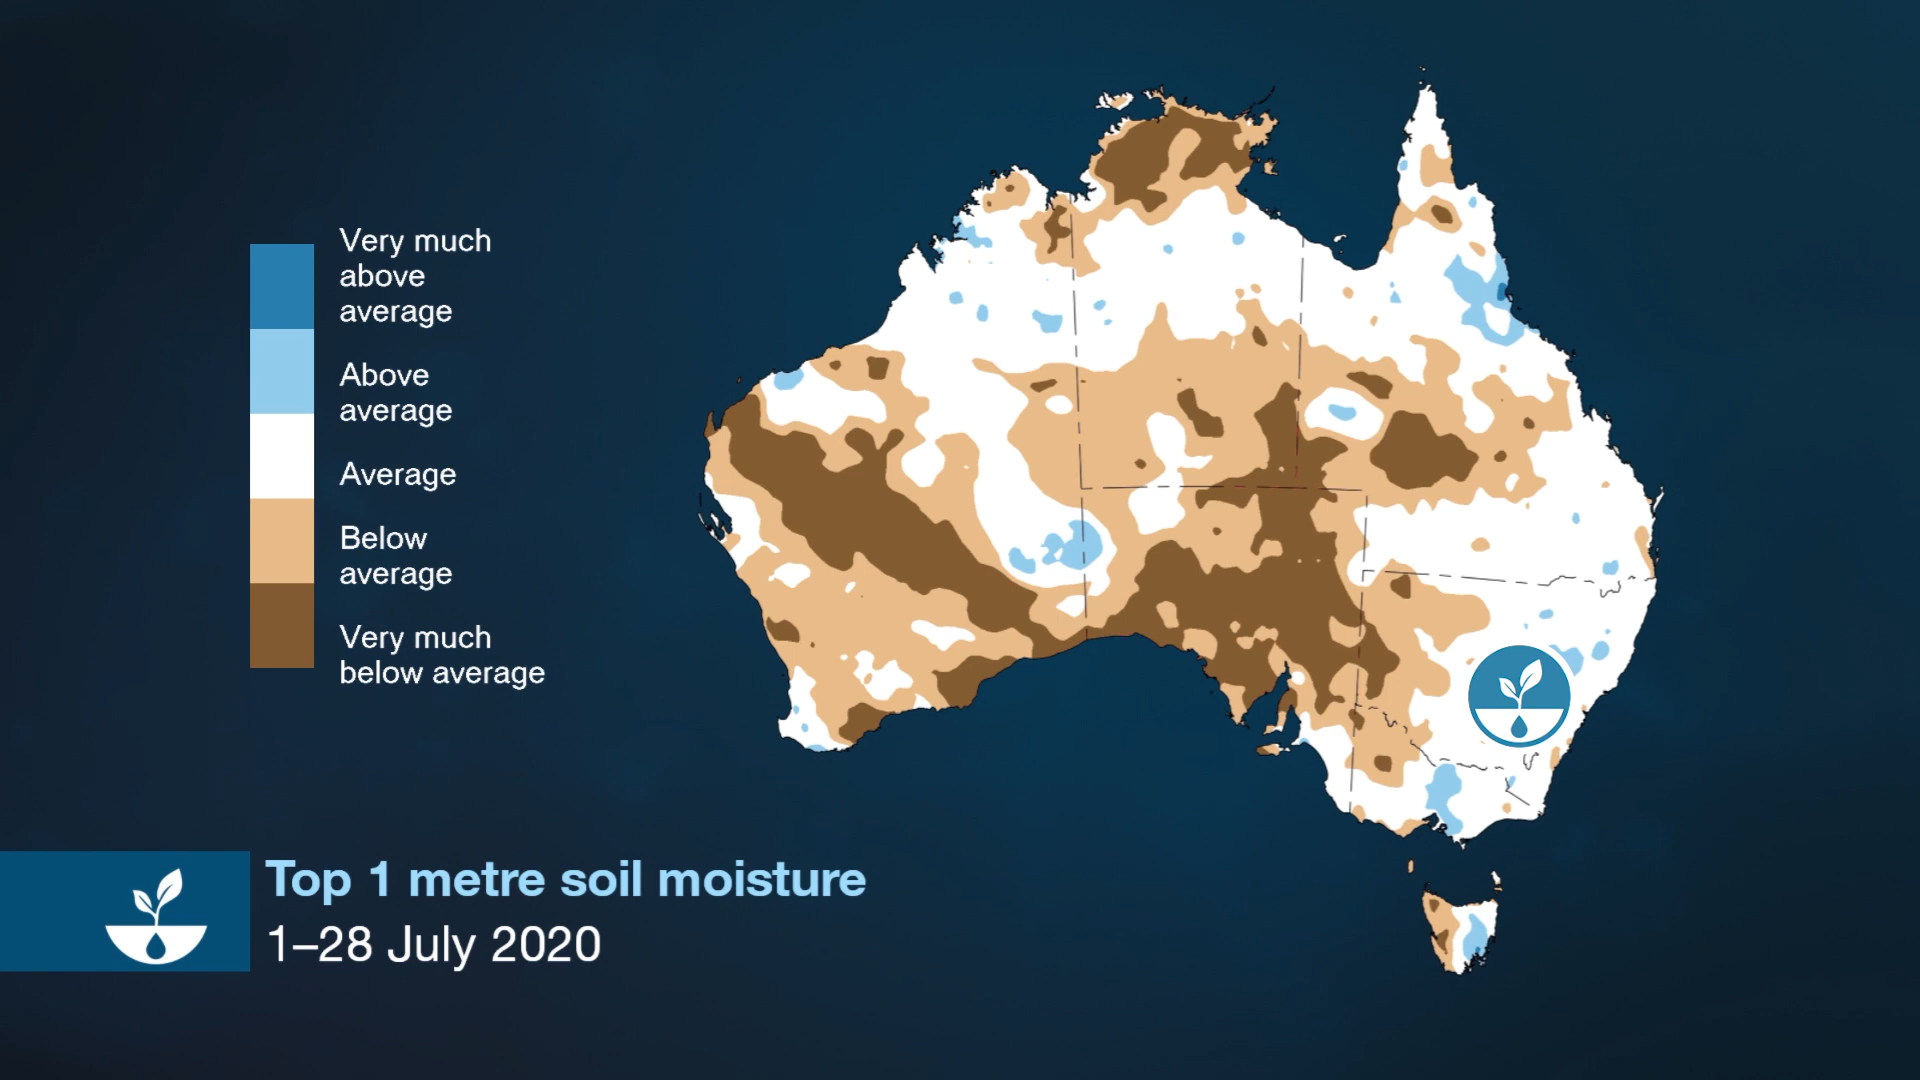 Very much
above
average
Above
average
Average
Below
average
Very much
below average
Top 1 metre soil moisture
1–28 July 2020